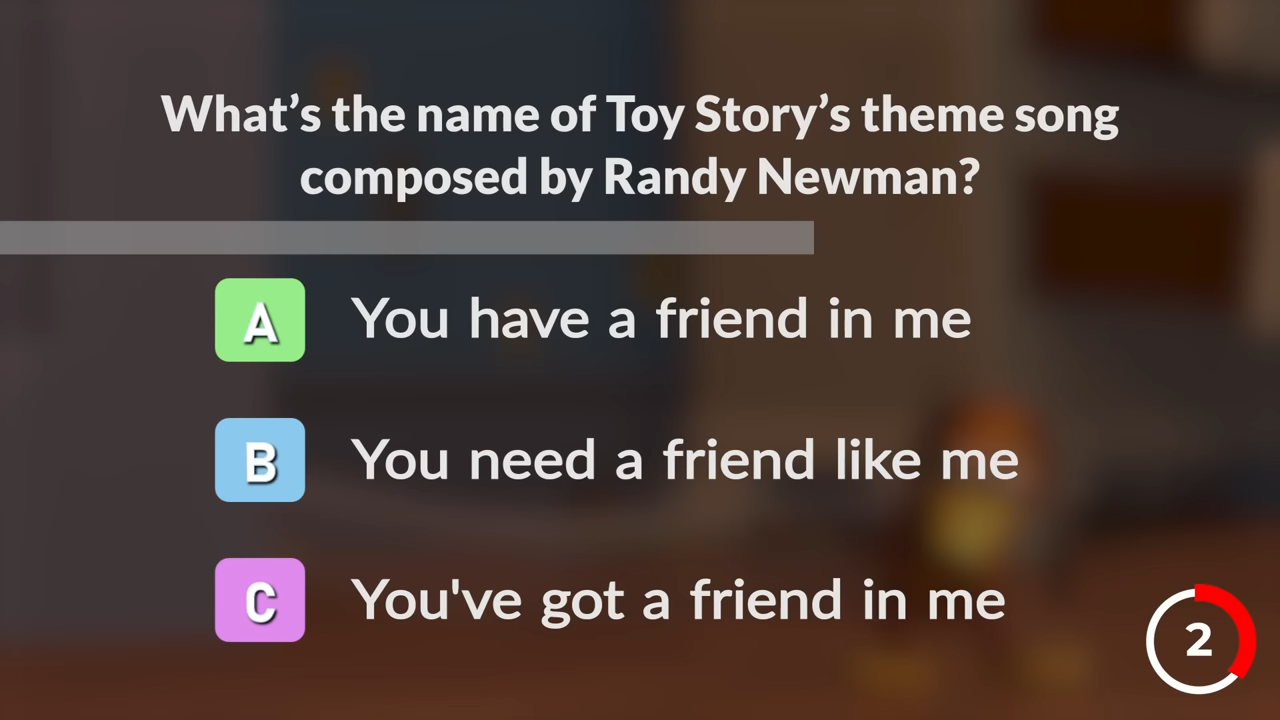 What’s the name of Toy Story’s theme song
composed by Randy Newman?
A You have a friend in me
B You need a friend like me
C You've got a friend in me
2